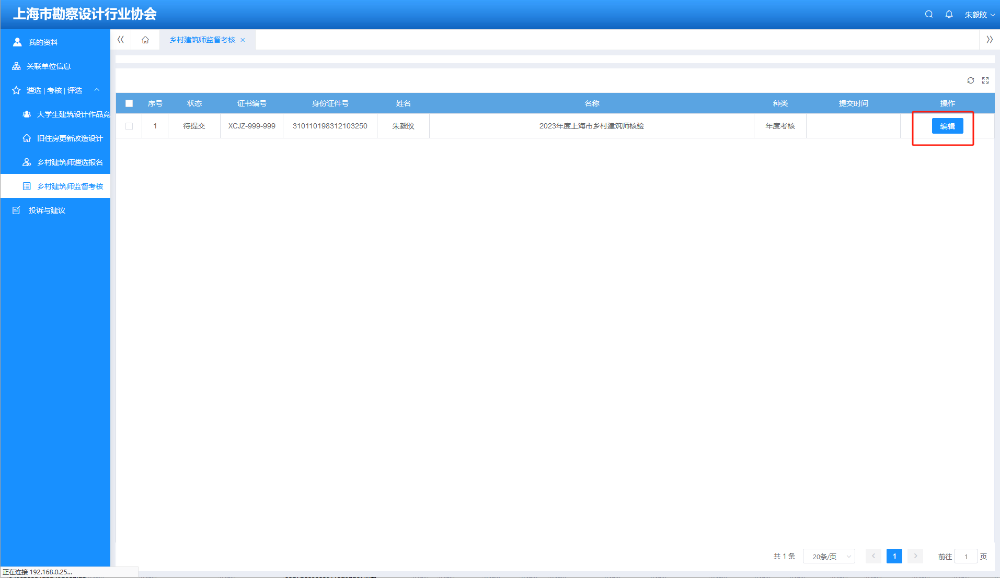 上海市勘察设计行业协会
朱毅旼
我的资料
乡村建筑师监督考核
关联单位信息
遴选 | 考核 | 评选
序号 状态 证书编号 身份证件号 姓名 名称 种类 提交时间 操作
大学生建筑设计作品竞
1 待提交 XCJZ-999-999 310110198312103250 朱毅旼 2023年度上海市乡村建筑师核验 年度考核 编辑
旧住房更新改造设计
乡村建筑师遴选报名
乡村建筑师监督考核
投诉与建议
共 1 条 20条/页 1 前往 1 页
正在连接 192.168.0.25...